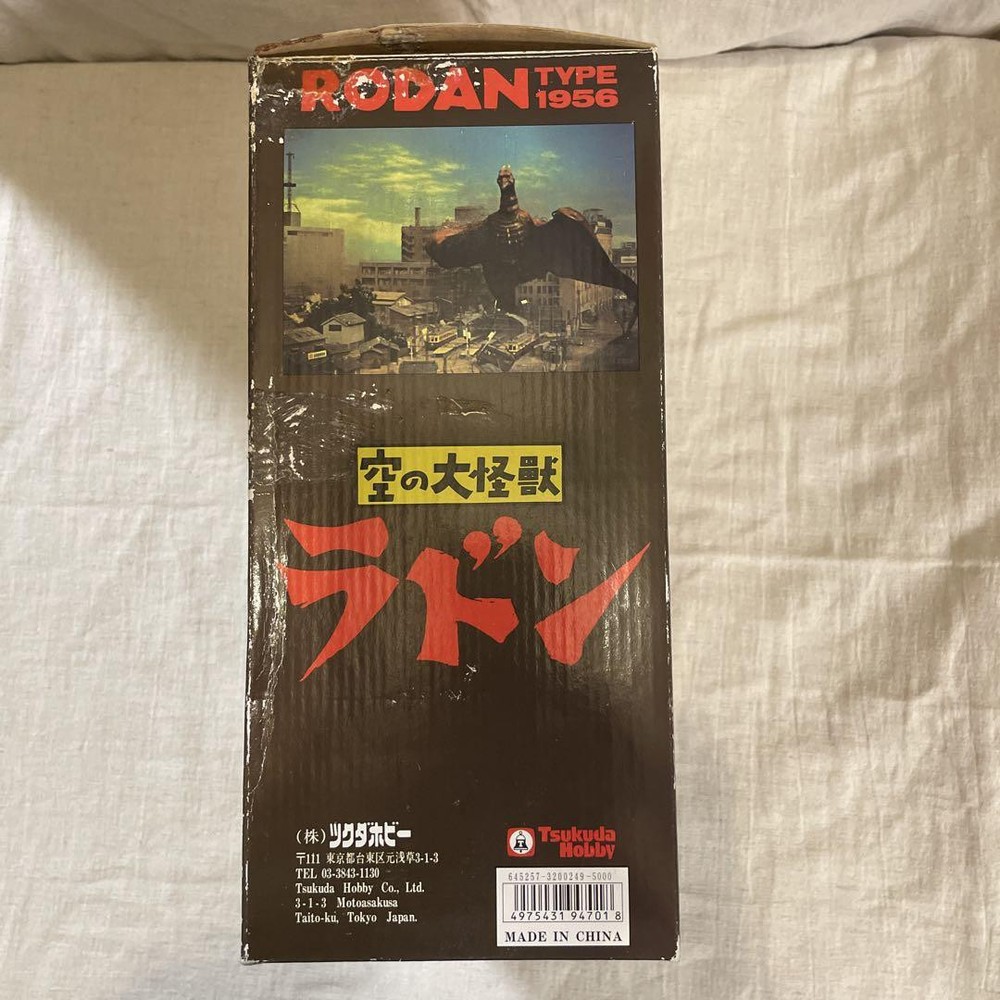 RODAN TYPE 1956
空の大怪獣
ラドン
(株)ツクダホビー
〒111 東京都台東区元浅草3-1-3
TEL 03-3843-1130
Tsukuda Hobby Co., Ltd.
3-1-3 Motoasakusa
Taito-ku, Tokyo Japan.
Tsukuda
Hobby
645257-3200249-5000
4975431 947018
MADE IN CHINA